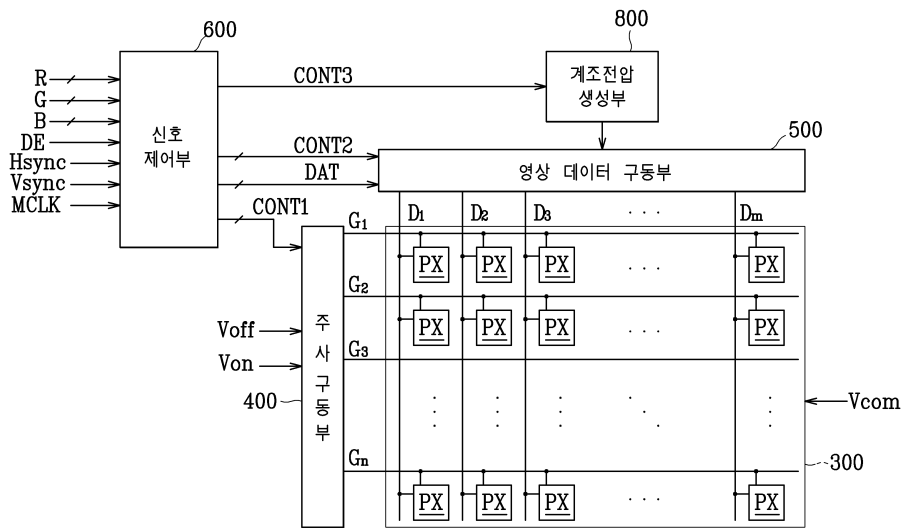 600
800
R
G
B
DE
Hsync
Vsync
MCLK
신호
제어부
CONT3
계조전압
생성부
CONT2
DAT
CONT1
500
영상 데이터 구동부
D1 D2 D3 · · · Dm
G1
PX PX PX · · · PX
G2
PX PX PX · · · PX
G3
Voff
Von
400
주
사
구
동
부
Vcom
300
Gn
PX PX PX · · · PX